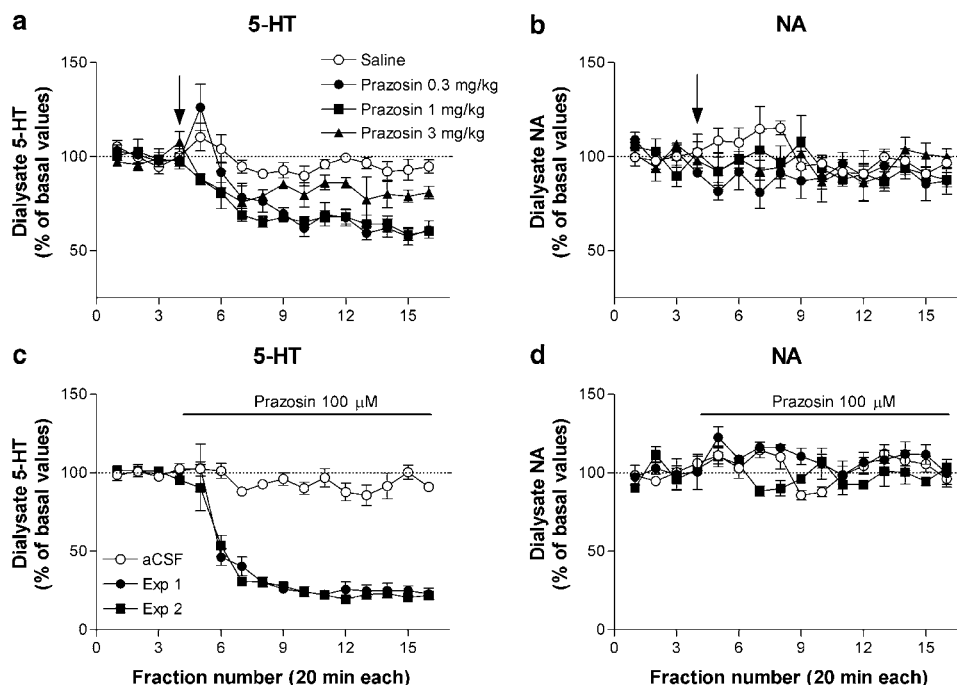 a
5-HT
Saline
Prazosin 0.3 mg/kg
Prazosin 1 mg/kg
Prazosin 3 mg/kg
Dialysate 5-HT
(% of basal values)
150
100
50
0
3
6
9
12
15
b
NA
Dialysate NA
(% of basal values)
150
100
50
0
3
6
9
12
15
c
5-HT
Prazosin 100 μM
Dialysate 5-HT
(% of basal values)
150
100
50
0
aCSF
Exp 1
Exp 2
0
3
6
9
12
15
Fraction number (20 min each)
d
NA
Prazosin 100 μM
Dialysate NA
(% of basal values)
150
100
50
0
0
3
6
9
12
15
Fraction number (20 min each)